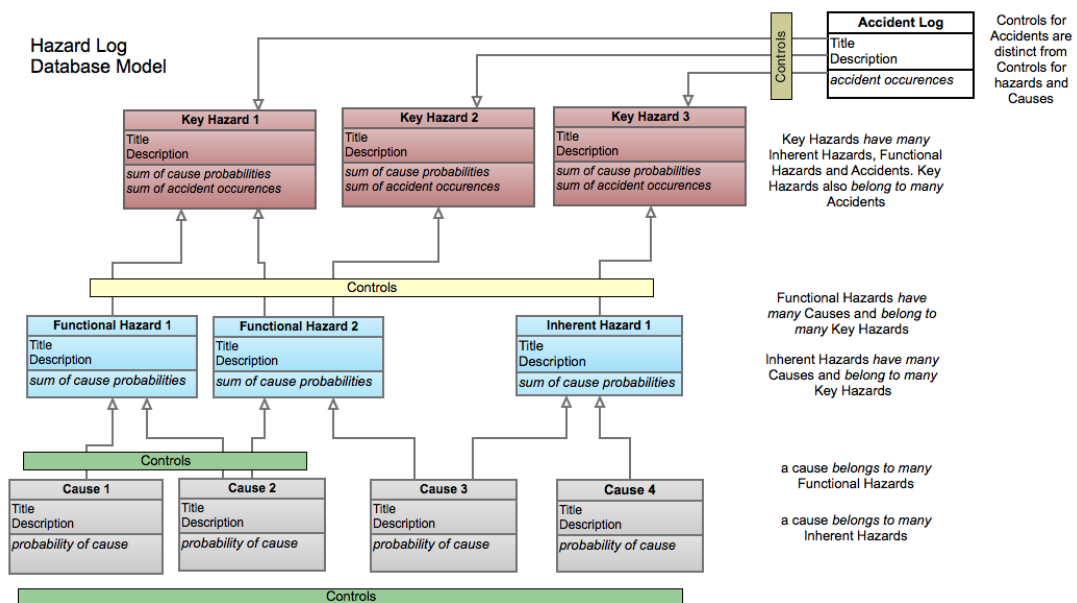 Hazard Log
Database Model
Controls
Accident Log
Title
Description
accident occurences
Controls for
Accidents are
distinct from
Controls for
hazards and
Causes
Key Hazard 1
Title
Description
sum of cause probabilities
sum of accident occurences
Key Hazard 2
Title
Description
sum of cause probabilities
sum of accident occurences
Key Hazard 3
Title
Description
sum of cause probabilities
sum of accident occurences
Key Hazards have many
Inherent Hazards, Functional
Hazards and Accidents. Key
Hazards also belong to many
Accidents
Controls
Functional Hazard 1
Title
Description
sum of cause probabilities
Functional Hazard 2
Title
Description
sum of cause probabilities
Inherent Hazard 1
Title
Description
sum of cause probabilities
Functional Hazards have
many Causes and belong to
many Key Hazards
Inherent Hazards have many
Causes and belong to many
Key Hazards
Controls
Cause 1
Title
Description
probability of cause
Cause 2
Title
Description
probability of cause
Cause 3
Title
Description
probability of cause
Cause 4
Title
Description
probability of cause
a cause belongs to many
Functional Hazards
a cause belongs to many
Inherent Hazards
Controls